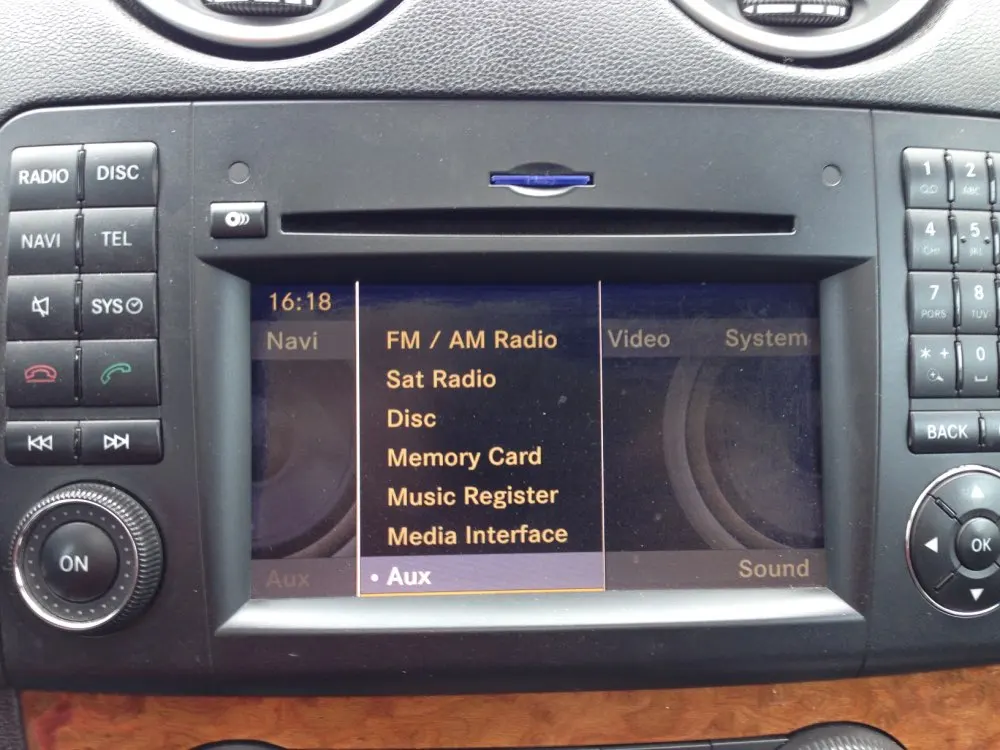 RADIO DISC
NAVI TEL
SYS
ON
16:18
Navi
FM / AM Radio
Sat Radio
Disc
Memory Card
Music Register
Media Interface
• Aux
Aux
Video System
Sound
1 2
ABC
4 5
7 8
PQRS TUV
* + 0
BACK
OK